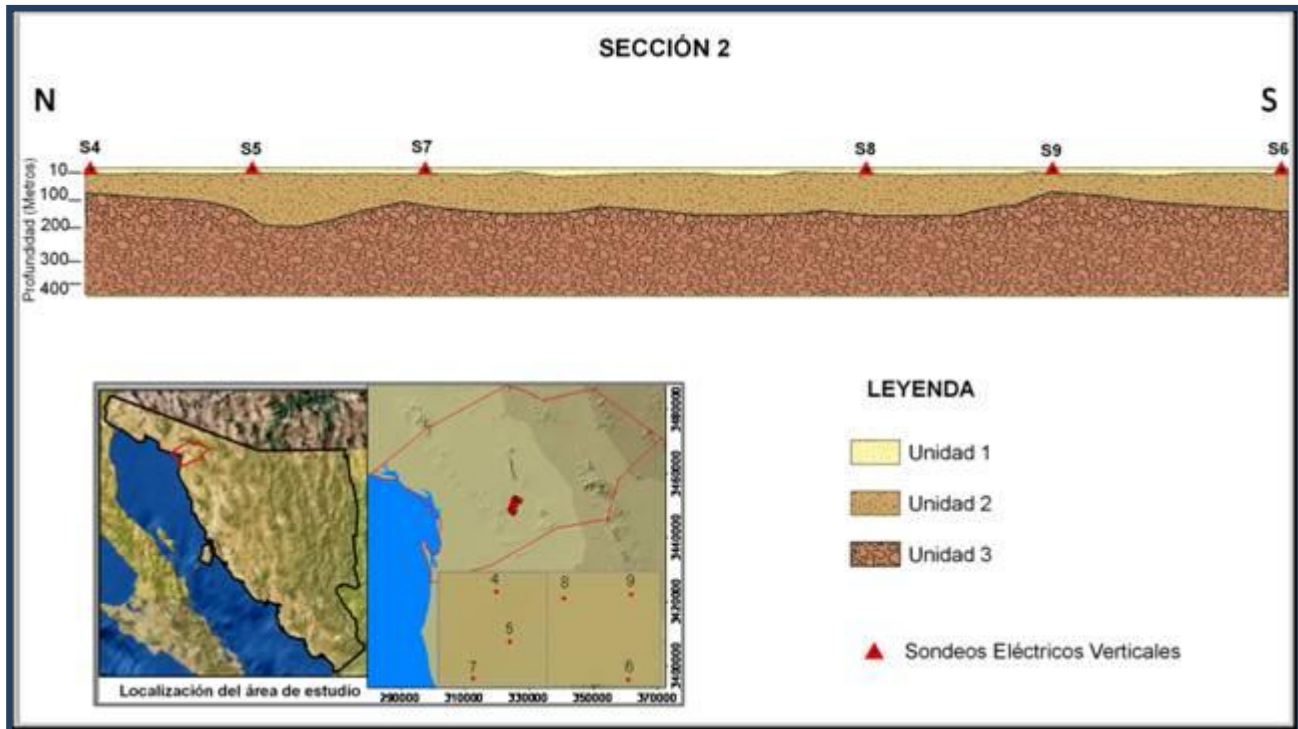 SECCIÓN 2
N
S
S4
S5
S7
S8
S9
S6
Profundidad (Metros)
10
100
200
300
400
LEYENDA
Unidad 1
Unidad 2
Unidad 3
Sondeos Eléctricos Verticales
Localización del área de estudio
4
8
9
5
7
6
3480000
3460000
3440000
3420000
3400000
290000
310000
330000
350000
370000